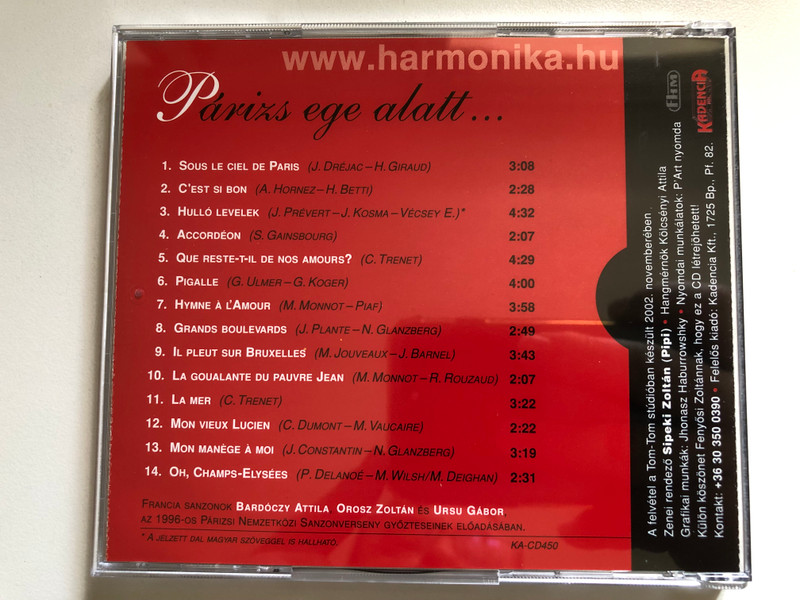 www.harmonika.hu
Párizs ege alatt...
1. Sous le ciel de Paris (J. Dréjac – H. Giraud) 3:08
2. C'est si bon (A. Hornez – H. Betti) 2:28
3. Hulló levelek (J. Prévert – J. Kosma – Vécsey E.)* 4:32
4. Accordéon (S. Gainsbourg) 2:07
5. Que reste-t-il de nos amours? (C. Trenet) 4:29
6. Pigalle (G. Ulmer – G. Koger) 4:00
7. Hymne à l'Amour (M. Monnot – Piaf) 3:58
8. Grands boulevards (J. Plante – N. Glanzberg) 2:49
9. Il pleut sur Bruxelles (M. Jouveaux – J. Barnel) 3:43
10. La goualante du pauvre Jean (M. Monnot – R. Rouzaud) 2:07
11. La mer (C. Trenet) 3:22
12. Mon vieux Lucien (C. Dumont – M. Vaucaire) 2:22
13. Mon manège à moi (J. Constantin – N. Glanzberg) 3:19
14. Oh, Champs-Elysées (P. Delanoé – M. Wilsh/M. Deighan) 2:31
Francia sanzonok Bardóczy Attila Orosz Zoltán és Ursu Gábor,
az 1996-os Párizsi Nemzetközi Sanzonverseny győzteseinek előadásában.
* A jelzett dal magyar szöveggel is hallható.
KA-CD450
A felvétel a Tom-Tom stúdióban készült 2002. novemberében
Zenei rendező Sipeki Zoltán (Pipi) • Hangmérnök Kölcsényi Attila
Grafikai munkák: Jhonasz Haburrowshky • Nyomdai munkálatok: P'Art nyomda
Külön köszönet Fenyősi Zoltánnak, hogy ez a CD létrejöhetett!
Kontakt: +36 30 350 0390 • Felelős kiadó: Kadencia Kft., 1725 Bp., Pf. 82.
KADENCIA